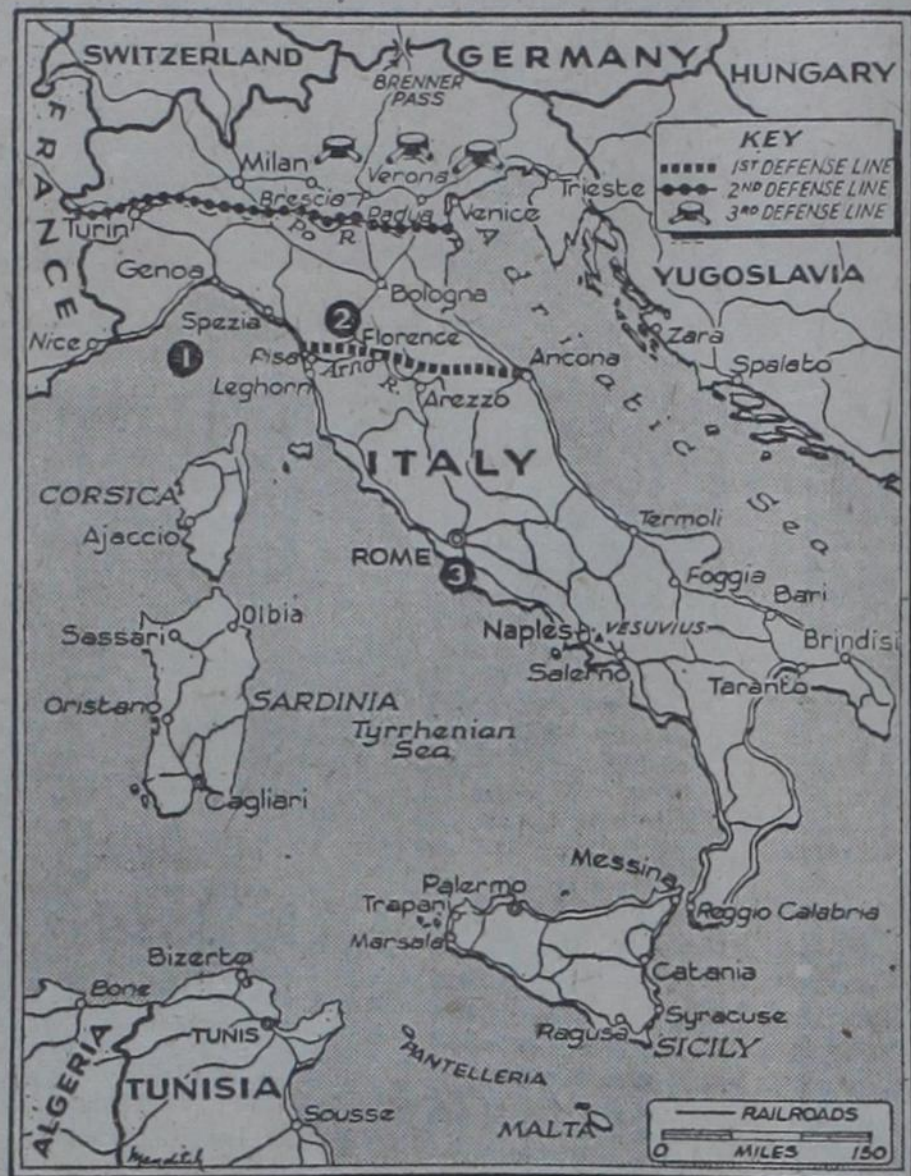 SWITZERLAND
GERMANY
HUNGARY
BRENNER
PASS
FRANCE
KEY
1ST DEFENSE LINE
2ND DEFENSE LINE
3RD DEFENSE LINE
Milan
Verona
Brescia
Trieste
Turin
Po R.
Padua
Venice
Genoa
Bologna
YUGOSLAVIA
Spezia
2
Florence
Zara
Nice
1
Pisa
Arno R.
Ancona
Spalato
Leghorn
Arezzo
Adriatic Sea
ITALY
CORSICA
Ajaccio
Termoli
ROME
3
Foggia
Bari
Olbia
Sassari
Naples
VESUVIUS
Brindisi
Salerno
Taranto
Oristano
SARDINIA
Tyrrhenian
Sea
Cagliari
Messina
Palermo
Trapani
Reggio Calabria
Marsala
Bizerto
Catania
Bone
TUNIS
Syracuse
Ragusa
SICILY
PANTELLERIA
ALGERIA
TUNISIA
Sousse
MALTA
RAILROADS
0 MILES 150